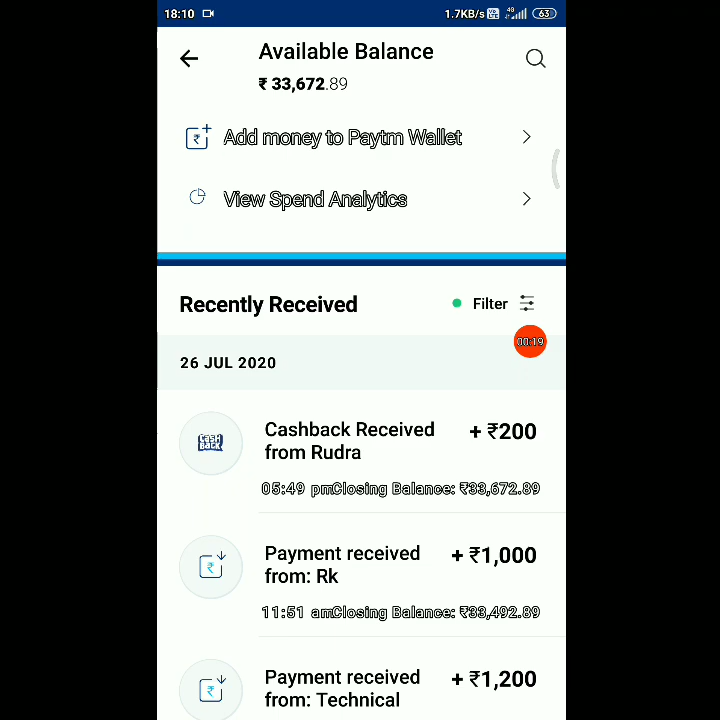 18:10 1.7KB/s VoLTE 4G 63
Available Balance
₹ 33,672.89
Add money to Paytm Wallet
View Spend Analytics
Recently Received
Filter
00:19
26 JUL 2020
CASH BACK
Cashback Received + ₹200
from Rudra
05:49 pmClosing Balance: ₹33,672.89
Payment received + ₹1,000
from: Rk
11:51 amClosing Balance: ₹33,492.89
Payment received + ₹1,200
from: Technical